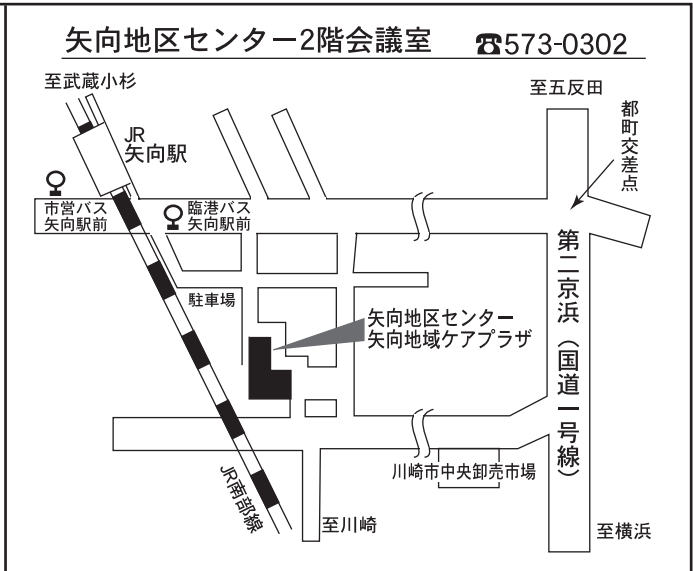 矢向地区センター2階会議室 ☎573-0302
至武蔵小杉
至五反田
都町交差点
JR
矢向駅
市営バス
矢向駅前
臨港バス
矢向駅前
第二京浜（国道一号線）
駐車場
矢向地区センター
矢向地域ケアプラザ
川崎市中央卸売市場
JR南部線
至川崎
至横浜